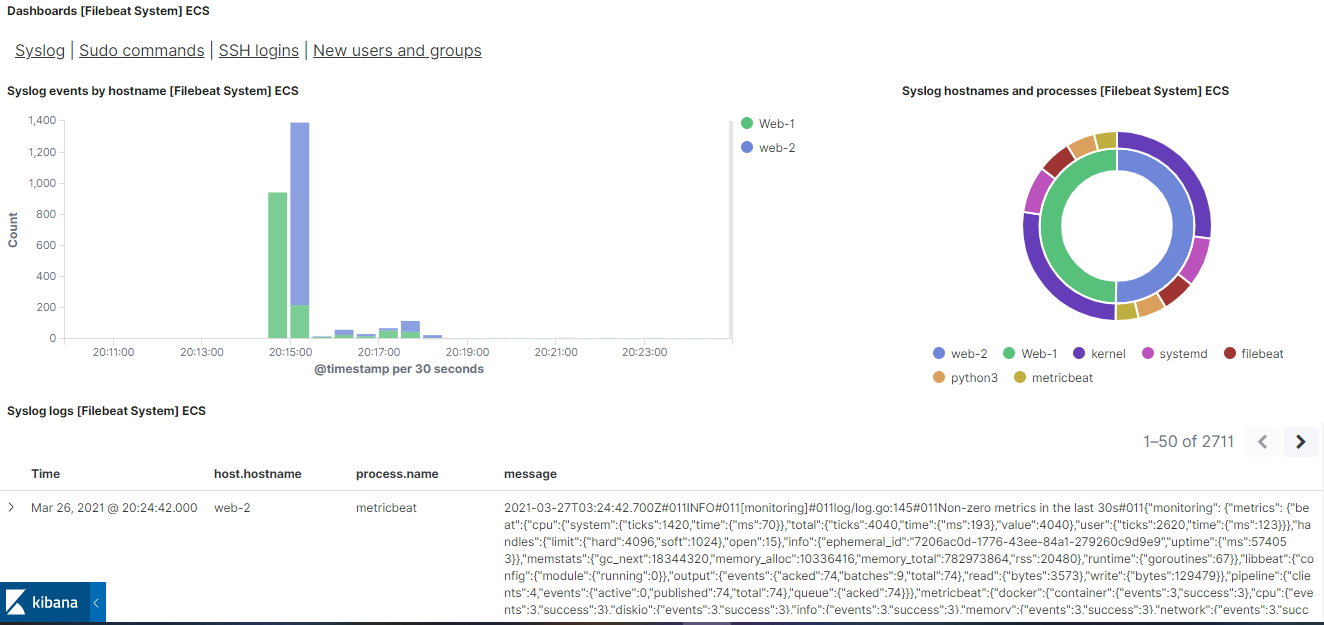 Dashboards [Filebeat System] ECS
Syslog | Sudo commands | SSH logins | New users and groups
Syslog events by hostname [Filebeat System] ECS
1,400
1,200
1,000
800
600
400
200
0
Count
20:11:00 20:13:00 20:15:00 20:17:00 20:19:00 20:21:00 20:23:00
@timestamp per 30 seconds
Web-1
web-2
Syslog hostnames and processes [Filebeat System] ECS
web-2 Web-1 kernel systemd filebeat
python3 metricbeat
Syslog logs [Filebeat System] ECS
1–50 of 2711
Time host.hostname process.name message
Mar 26, 2021 @ 20:24:42.000 web-2 metricbeat 2021-03-27T03:24:42.700Z#011INFO#011[monitoring]#011log/log.go:145#011Non-zero metrics in the last 30s#011{"monitoring": {"metrics": {"be
at":{"cpu":{"system":{"ticks":1420,"time":{"ms":70}},"total":{"ticks":4040,"time":{"ms":193},"value":4040},"user":{"ticks":2620,"time":{"ms":123}}},"ha
ndles":{"limit":{"hard":4096,"soft":1024},"open":15},"info":{"ephemeral_id":"7206ac0d-1776-43ee-84a1-279260c9d9e9","uptime":{"ms":57405
3}},"memstats":{"gc_next":18344320,"memory_alloc":10336416,"memory_total":782973864,"rss":20480},"runtime":{"goroutines":67}},"libbeat":{"co
nfig":{"module":{"running":0}},"output":{"events":{"acked":74,"batches":9,"total":74},"read":{"bytes":3573},"write":{"bytes":129479}},"pipeline":{"clie
nts":4,"events":{"active":0,"published":74,"total":74},"queue":{"acked":74}}},"metricbeat":{"docker":{"container":{"events":3,"success":3},"cpu":{"eve
nts":3,"success":3},"diskio":{"events":3,"success":3},"info":{"events":3,"success":3},"memory":{"events":3,"success":3},"network":{"events":3,"succ
kibana